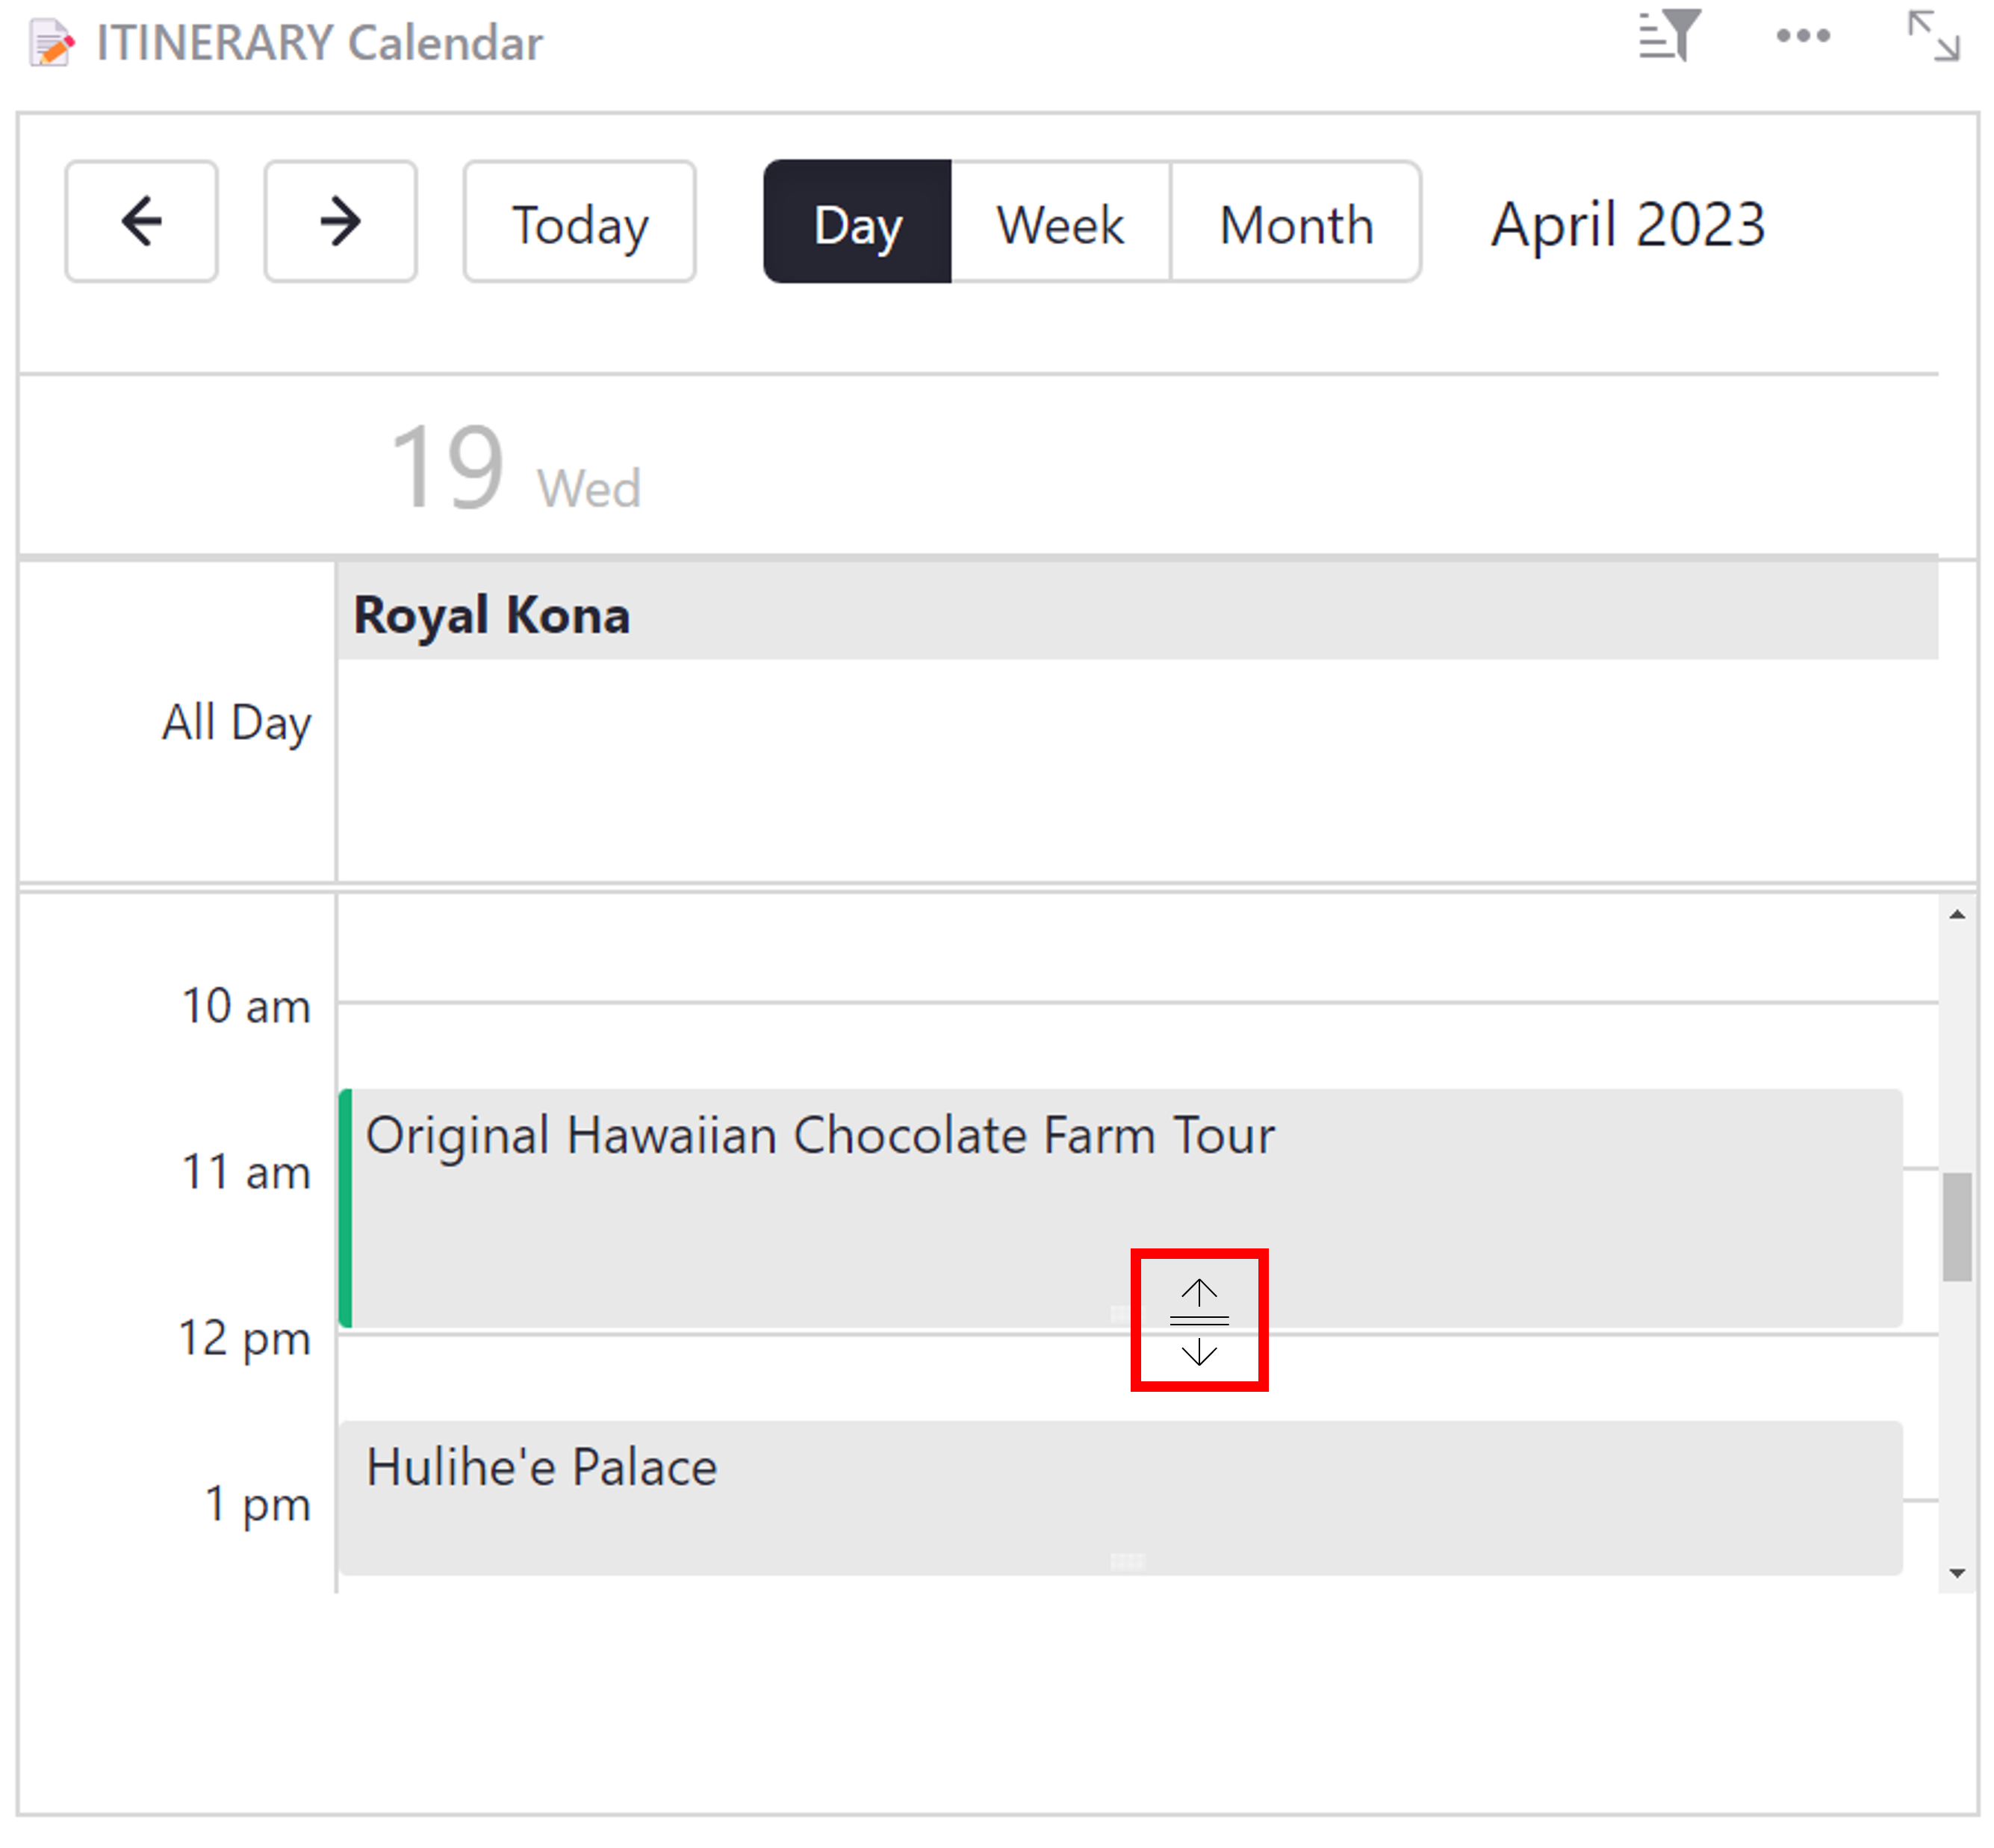 ITINERARY Calendar
Today Day Week Month April 2023
19 Wed
Royal Kona
All Day
10 am
Original Hawaiian Chocolate Farm Tour
11 am
12 pm
Hulihe'e Palace
1 pm